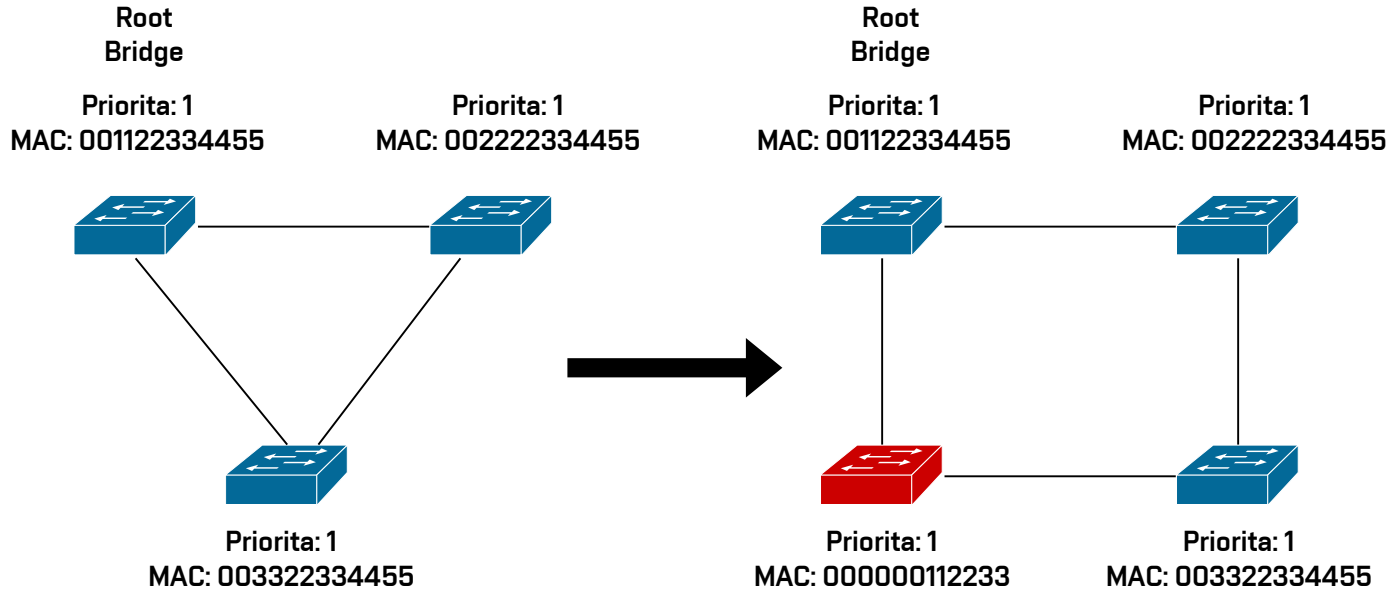 Root
Bridge
Priorita: 1
MAC: 001122334455
Priorita: 1
MAC: 002222334455
Priorita: 1
MAC: 003322334455
Root
Bridge
Priorita: 1
MAC: 001122334455
Priorita: 1
MAC: 002222334455
Priorita: 1
MAC: 000000112233
Priorita: 1
MAC: 003322334455